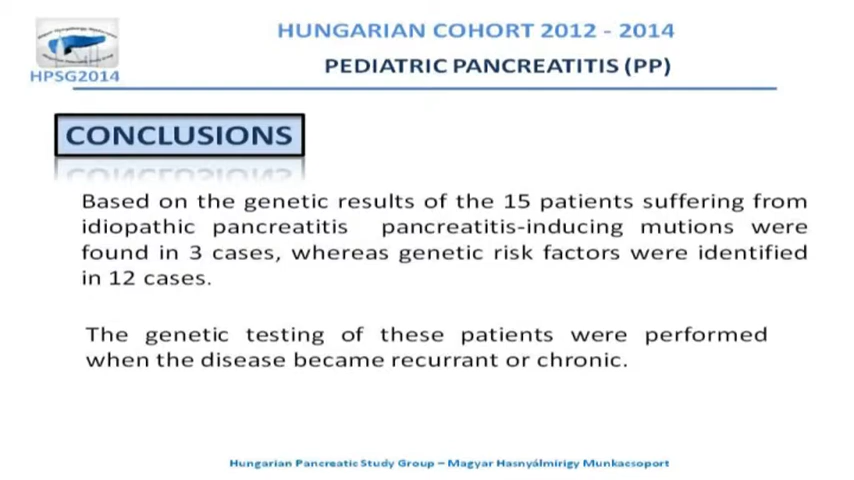 HUNGARIAN COHORT 2012 - 2014
PEDIATRIC PANCREATITIS (PP)
HPSG2014
CONCLUSIONS
Based on the genetic results of the 15 patients suffering from
idiopathic pancreatitis pancreatitis-inducing mutions were
found in 3 cases, whereas genetic risk factors were identified
in 12 cases.
The genetic testing of these patients were performed
when the disease became recurrant or chronic.
Hungarian Pancreatic Study Group – Magyar Hasnyálmirigy Munkacsoport